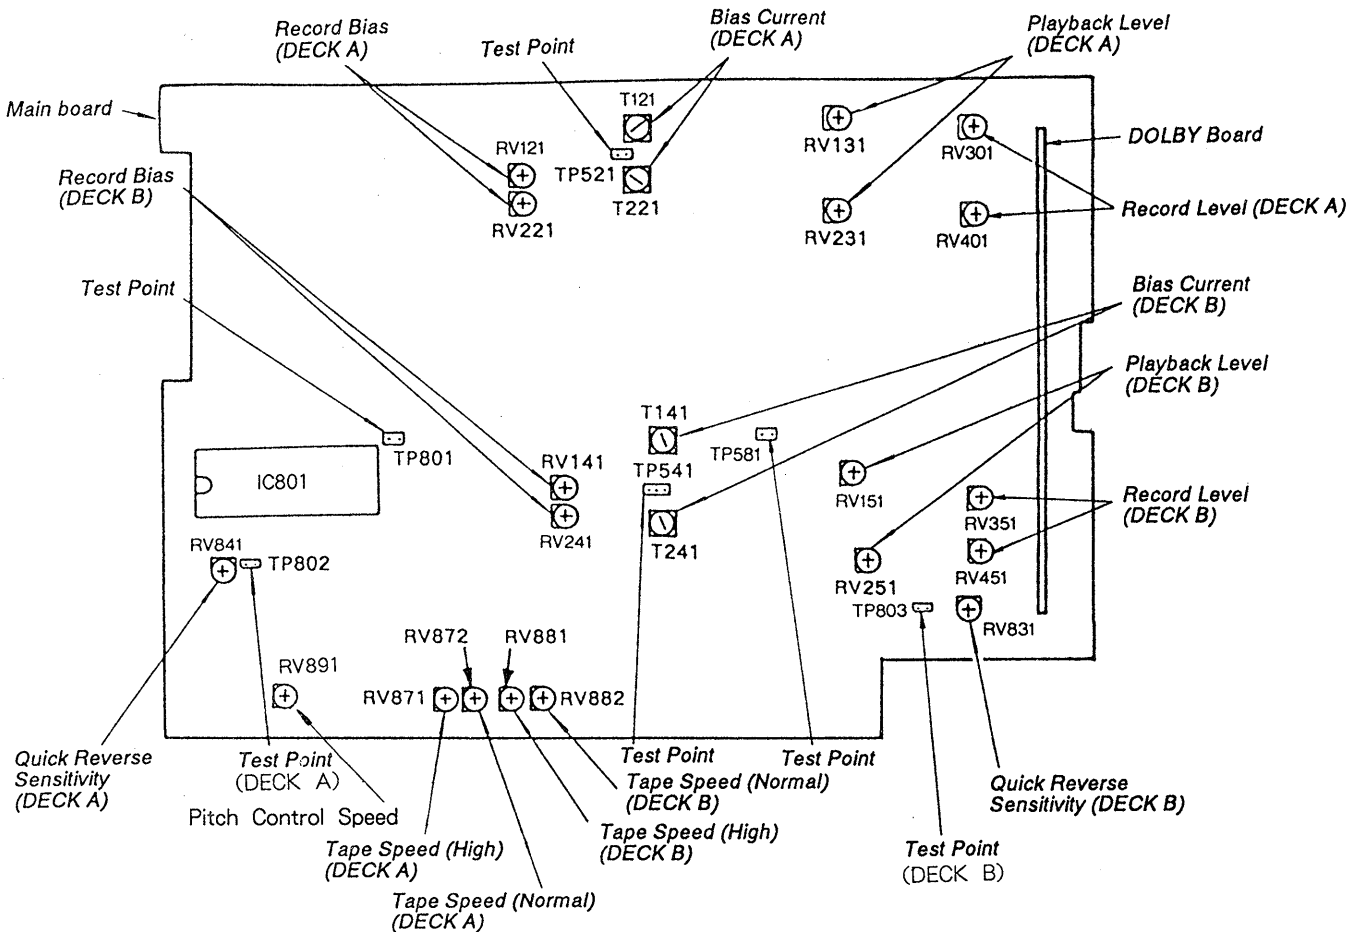 Record Bias
(DECK A)
Test Point
Bias Current
(DECK A)
Playback Level
(DECK A)
Main board
T121
RV121
TP521
RV131
RV301
DOLBY Board
Record Bias
(DECK B)
T221
RV221
RV231
RV401
Record Level (DECK A)
Test Point
Bias Current
(DECK B)
Playback Level
(DECK B)
T141
TP801
RV141
TP541
TP581
IC801
RV151
Record Level
(DECK B)
RV351
RV241
T241
RV841
TP802
RV251
RV451
TP803
RV831
RV872
RV881
RV891
RV871
RV882
Quick Reverse
Sensitivity
(DECK A)
Test Point
(DECK A)
Pitch Control Speed
Test Point
Test Point
Tape Speed (Normal)
(DECK B)
Quick Reverse
Sensitivity (DECK B)
Tape Speed (High)
(DECK B)
Tape Speed (High)
(DECK A)
Test Point
(DECK B)
Tape Speed (Normal)
(DECK A)